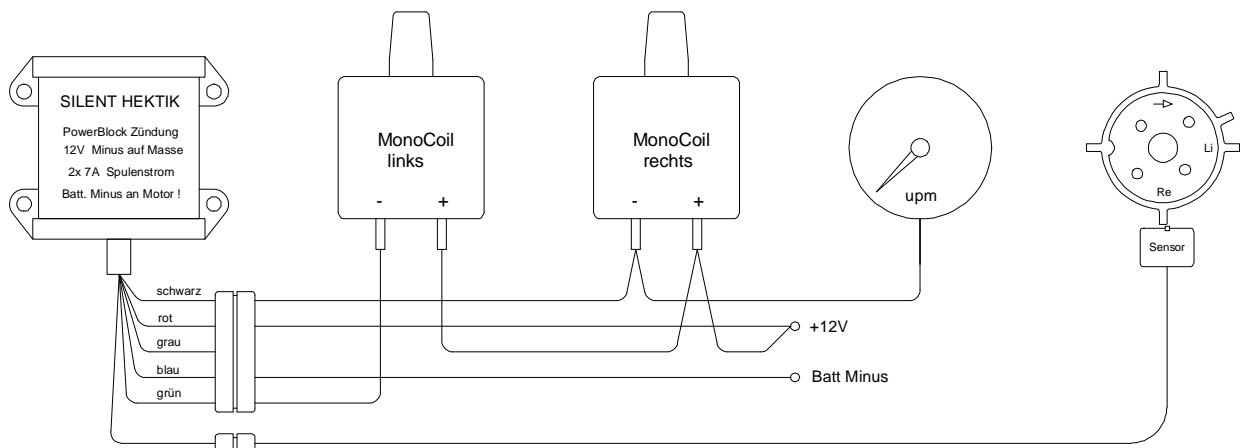 SILENT HEKTIK
PowerBlock Zündung
12V Minus auf Masse
2x 7A Spulenstrom
Batt. Minus an Motor !
MonoCoil
links
- +
MonoCoil
rechts
- +
upm
Li
Re
Sensor
schwarz
rot
grau
blau
grün
+12V
Batt Minus